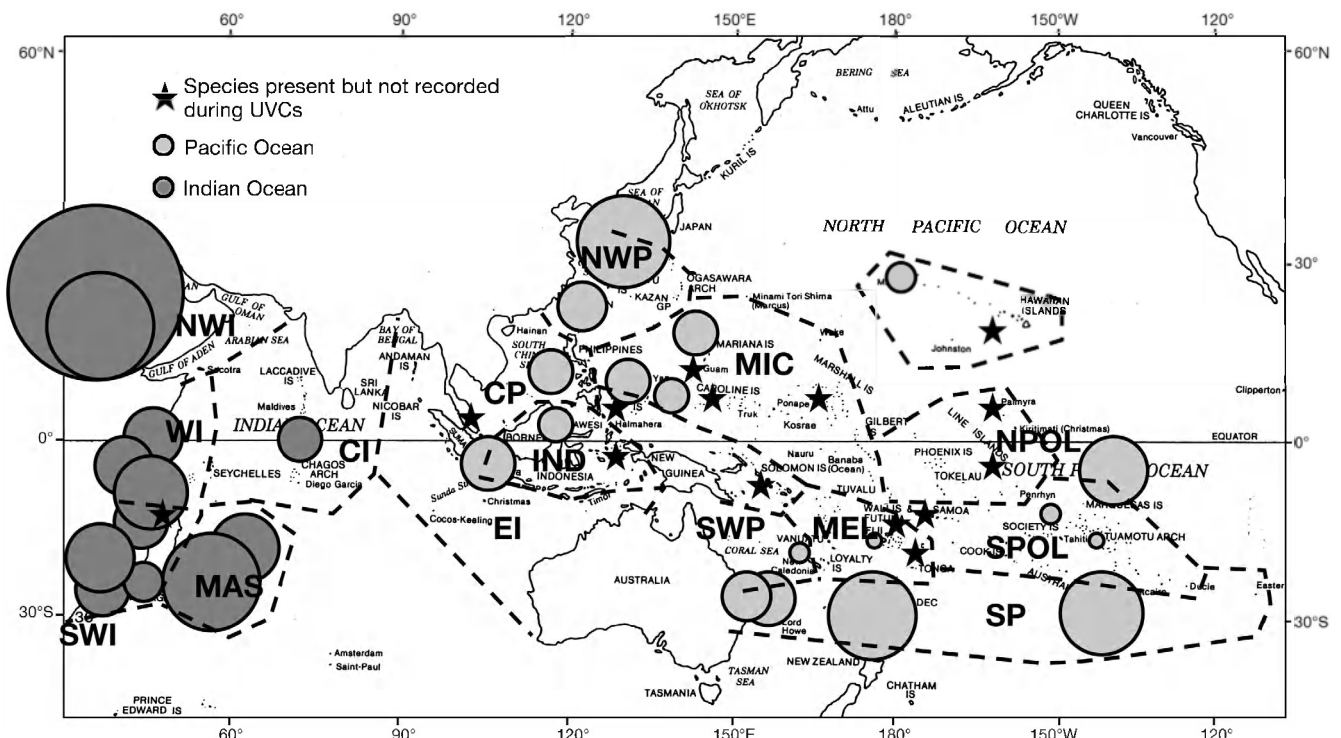 60°
90°
120°
150°E
180°
150°W
120°
60°N
60°N
Species present but not recorded
during UVCs
Pacific Ocean
Indian Ocean
BERING SEA
SEA OF
O'KHOTSK
Attu
ALEUTIAN IS
QUEEN
CHARLOTTE IS
Vancouver
KURIL IS
SEA OF
JAPAN
NORTH PACIFIC OCEAN
NWP
30°
30°
OGASAWARA
ARCH
KAZAN
GP
Minami Tori Shima
(Marcus)
HAWAIIAN
ISLANDS
GULF OF
OMAN
NWI
ARABIAN SEA
GULF OF ADEN
Socotra
BAY OF
BENGAL
ANDAMAN
IS
Hainan
SOUTH
PHILIPPINES
MARIANA IS
Wake
Johnston
LACCADIVE
IS
SRI
LANKA
NICOBAR
IS
Guam
MIC
MARSHALL IS
Clipperton
Maldives
CP
CAROLINE IS
Truk
Ponape
Kosrae
Palmyra
WI
INDIAN OCEAN
0°
CI
BORNEO
Halmahera
GILBERT
IS
LINE ISLANDS
Kiritimati (Christmas)
NPOL
EQUATOR
0°
SEYCHELLES
CHAGOS
ARCH
Diego Garcia
IND
INDONESIA
NEW
GUINEA
Nauru
Banaba
(Ocean)
SOLOMON IS
PHOENIX IS
TOKELAU
OCEAN
Christmas
Timor
TUVALU
Penrhyn
MARQUESAS IS
Cocos-Keeling
EI
SWP
MEL
SAMOA
SOCIETY IS
Tahiti
TUAMOTU ARCH
CORAL SEA
COOK IS
SPOL
MAS
AUSTRALIA
New
Caledonia
LOYALTY
IS
TONGA
Ducie
Easter
SP
30°S
30°S
SWI
Lord
Howe
Amsterdam
Saint-Paul
TASMAN
SEA
NEW ZEALAND
TASMANIA
CHATHAM
IS
PRINCE
EDWARD IS
60°
90°
120°
150°E
180°
150°W
120°